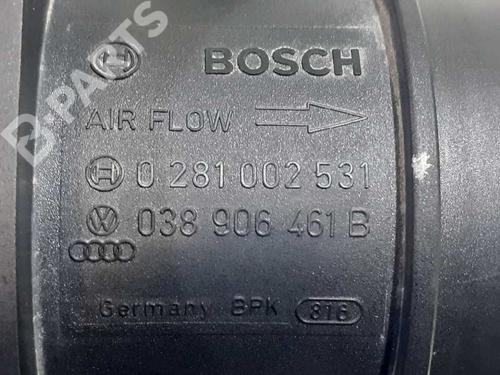 BOSCH
AIR FLOW
0 281 002 531
038 906 461 B
Germany BPK 816
B-PARTS